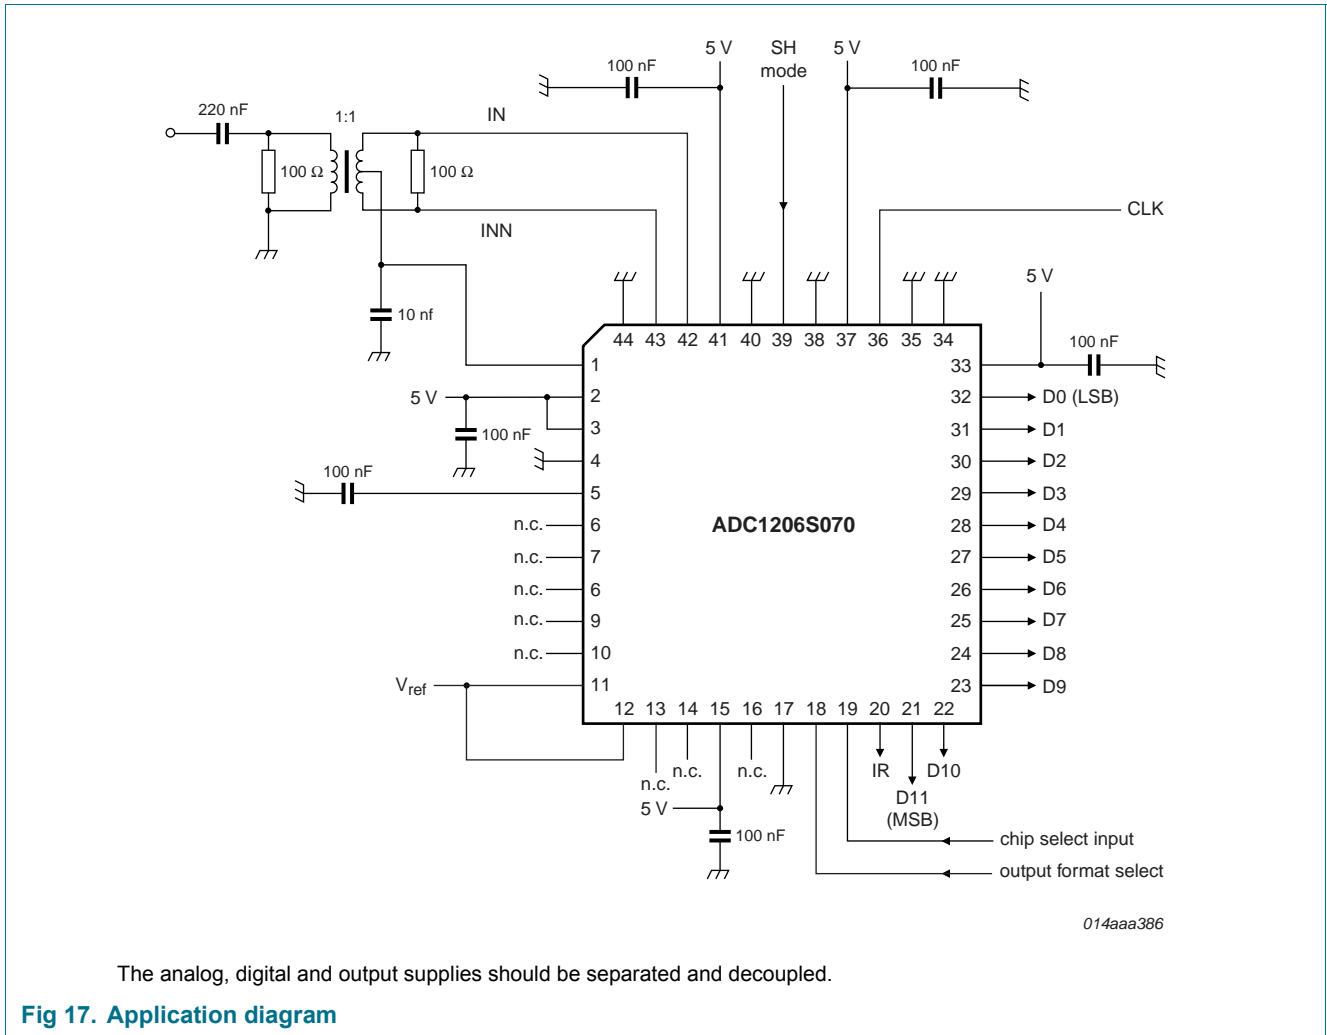 5 V SH 5 V
100 nF mode 100 nF
220 nF 1:1 IN
100 Ω 100 Ω
INN CLK
5 V
10 nf 44 43 42 41 40 39 38 37 36 35 34 100 nF
1 33
5 V 2 32 D0 (LSB)
100 nF 3 31 D1
4 30 D2
100 nF 5 29 D3
n.c. 6 ADC1206S070 28 D4
n.c. 7 27 D5
n.c. 6 26 D6
n.c. 9 25 D7
n.c. 10 24 D8
Vref 11 23 D9
12 13 14 15 16 17 18 19 20 21 22
n.c. n.c. n.c. IR D10
5 V D11
(MSB)
100 nF chip select input
output format select
014aaa386
The analog, digital and output supplies should be separated and decoupled.
Fig 17. Application diagram